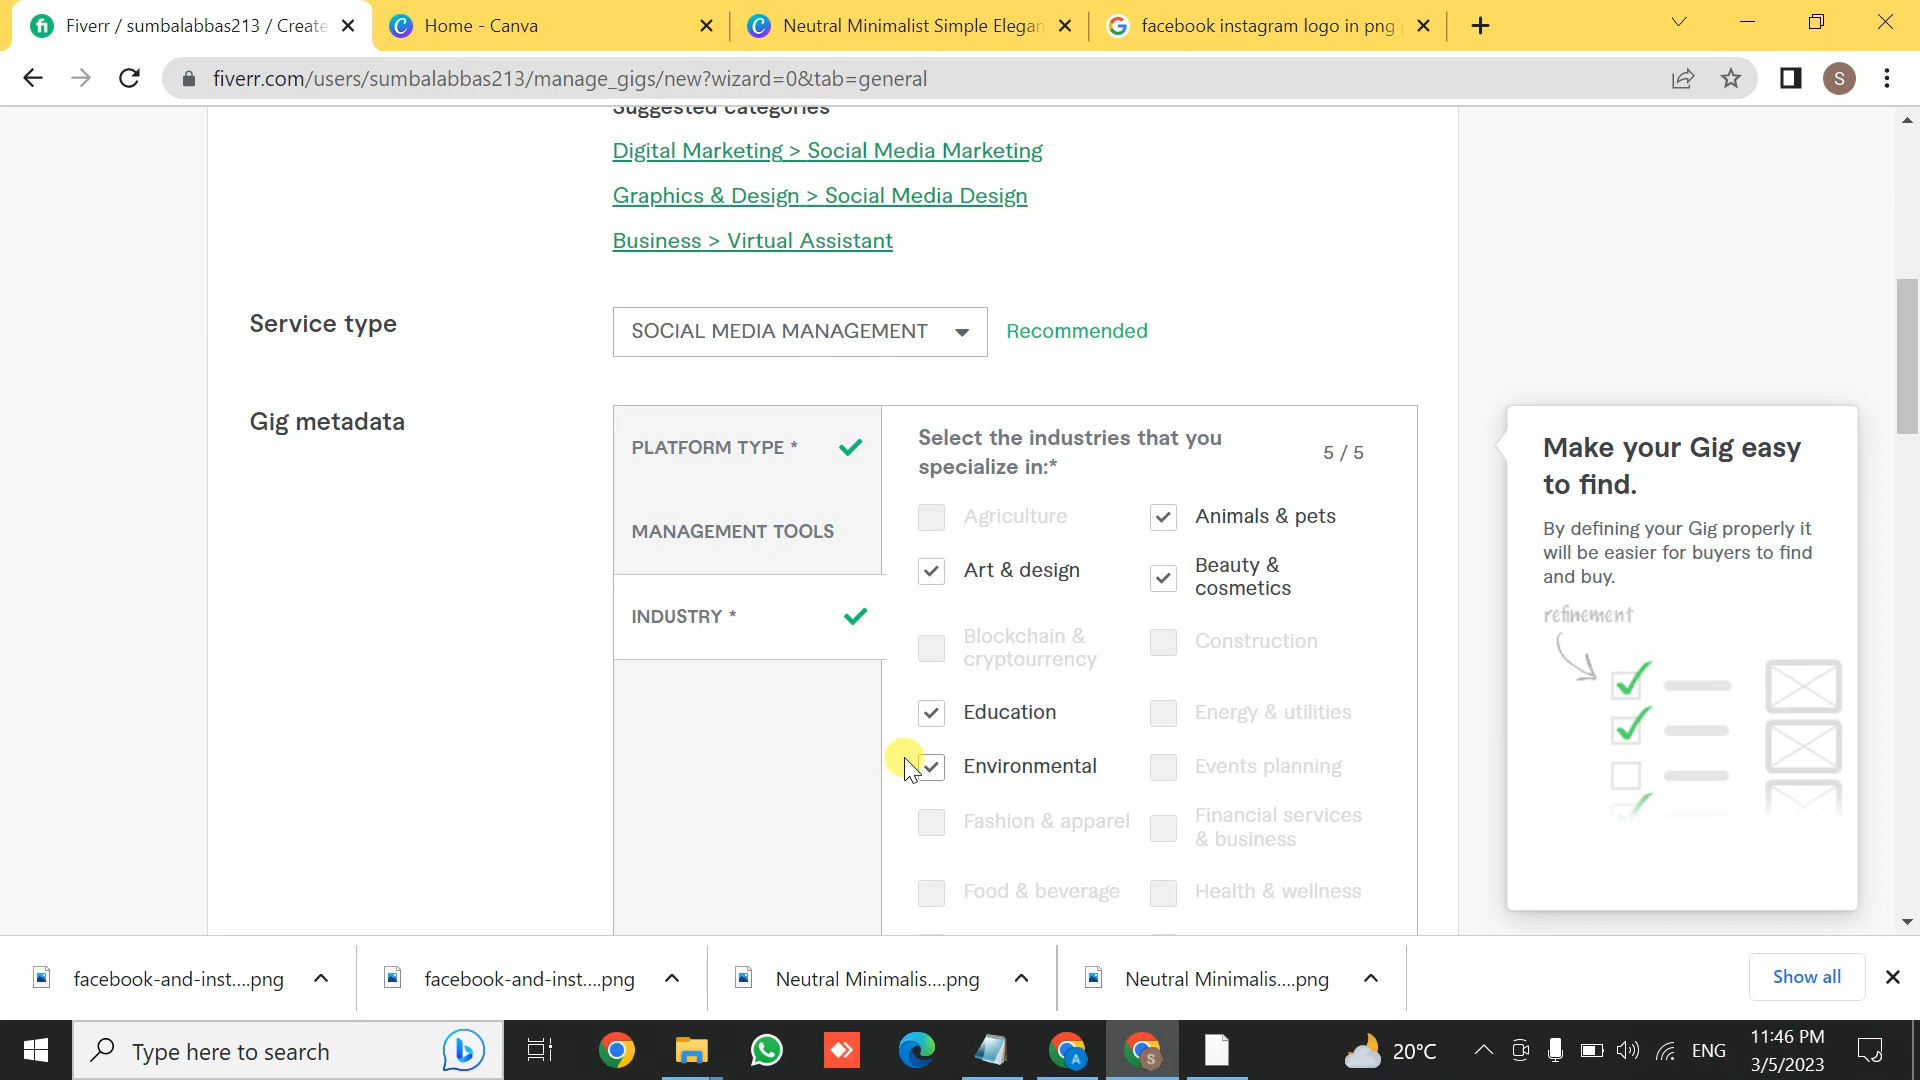 Fiverr / sumbalabbas213 / Create
Home - Canva
Neutral Minimalist Simple Elegan
facebook instagram logo in png
fiverr.com/users/sumbalabbas213/manage_gigs/new?wizard=0&tab=general
S
Suggested categories
Digital Marketing > Social Media Marketing
Graphics & Design > Social Media Design
Business > Virtual Assistant
Service type
SOCIAL MEDIA MANAGEMENT
Recommended
Gig metadata
PLATFORM TYPE *
MANAGEMENT TOOLS
INDUSTRY *
Select the industries that you
specialize in:*
5 / 5
Agriculture
Animals & pets
Art & design
Beauty &
cosmetics
Blockchain &
cryptourrency
Construction
Education
Energy & utilities
Environmental
Events planning
Fashion & apparel
Financial services
& business
Food & beverage
Health & wellness
Make your Gig easy
to find.
By defining your Gig properly it
will be easier for buyers to find
and buy.
refinement
facebook-and-inst....png
facebook-and-inst....png
Neutral Minimalis....png
Neutral Minimalis....png
Show all
Type here to search
A
S
20°C
ENG
11:46 PM
3/5/2023